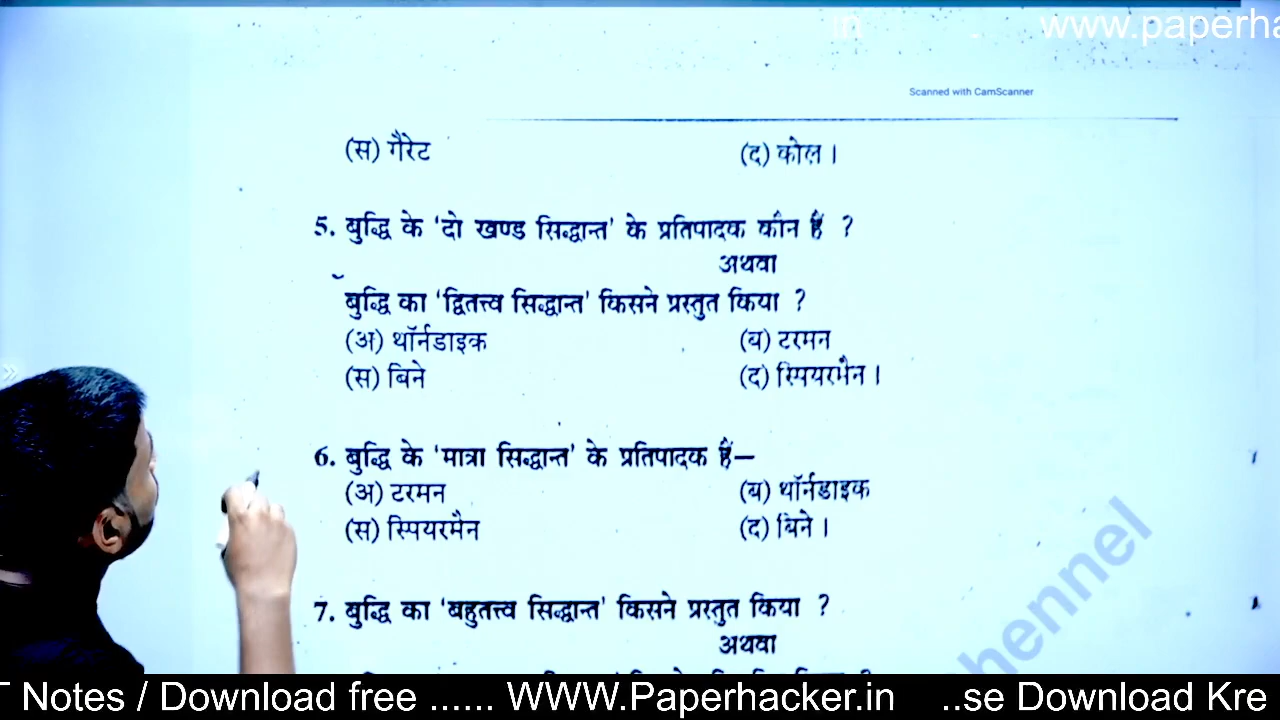 in . www.paperha
Scanned with CamScanner
(स) गैरेट (द) कोल ।
5. बुद्धि के 'दो खण्ड सिद्धान्त' के प्रतिपादक कौन हैं ?
अथवा
बुद्धि का 'द्वितत्त्व सिद्धान्त' किसने प्रस्तुत किया ?
(अ) थॉर्नडाइक (ब) टरमन
(स) बिने (द) स्पियरमैन ।
6. बुद्धि के 'मात्रा सिद्धान्त' के प्रतिपादक हैं—
(अ) टरमन (ब) थॉर्नडाइक
(स) स्पियरमैन (द) बिने ।
7. बुद्धि का 'बहुतत्त्व सिद्धान्त' किसने प्रस्तुत किया ?
अथवा
hennel
T Notes / Download free ...... WWW.Paperhacker.in ..se Download Kre